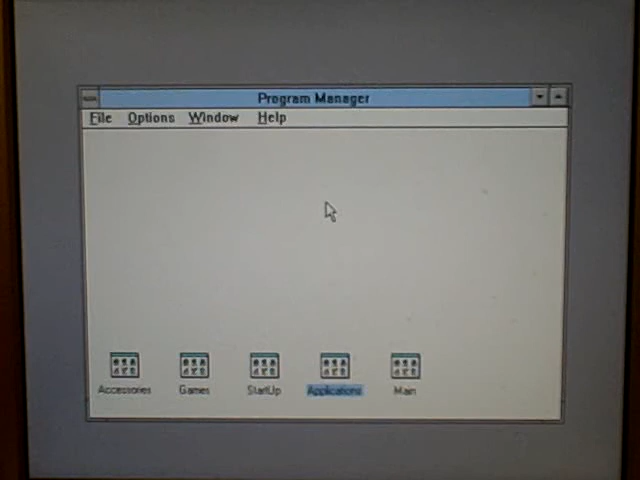 Program Manager
File Options Window Help
Accessories Games StartUp Applications Main